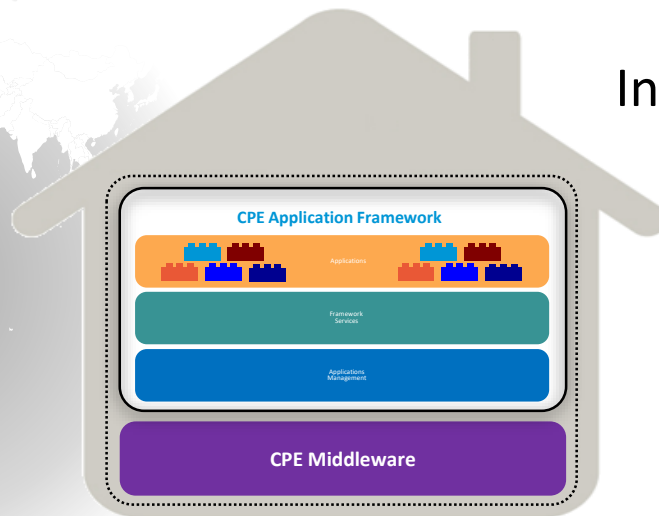 In
CPE Application Framework
Applications
Framework
Services
Applications
Management
CPE Middleware